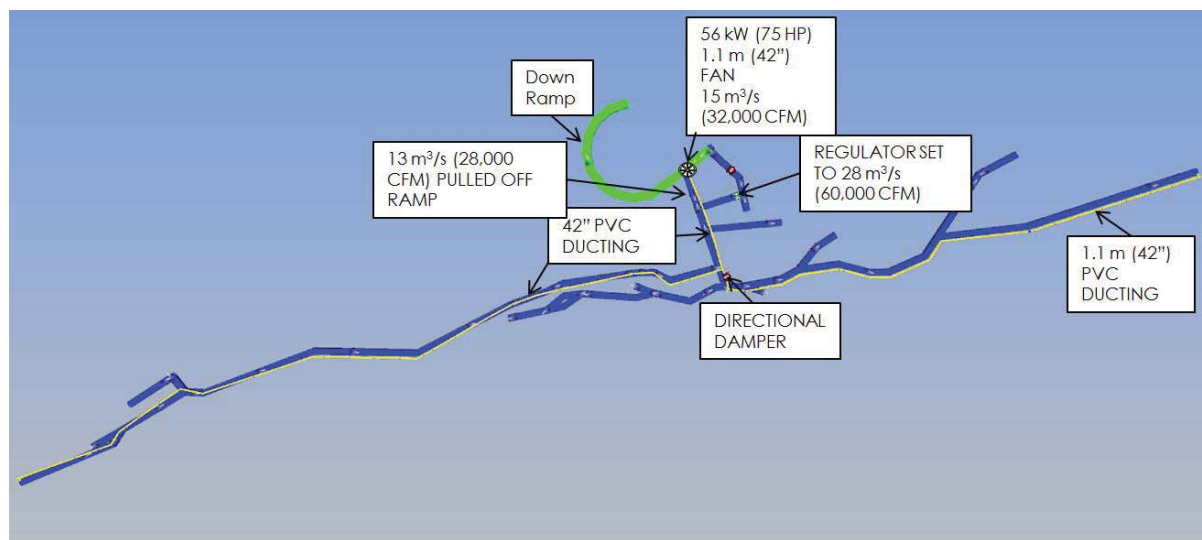 56 kW (75 HP)
1.1 m (42")
FAN
15 m³/s
(32,000 CFM)
Down
Ramp
13 m³/s (28,000
CFM) PULLED OFF
RAMP
REGULATOR SET
TO 28 m³/s
(60,000 CFM)
42" PVC
DUCTING
1.1 m (42")
PVC
DUCTING
DIRECTIONAL
DAMPER